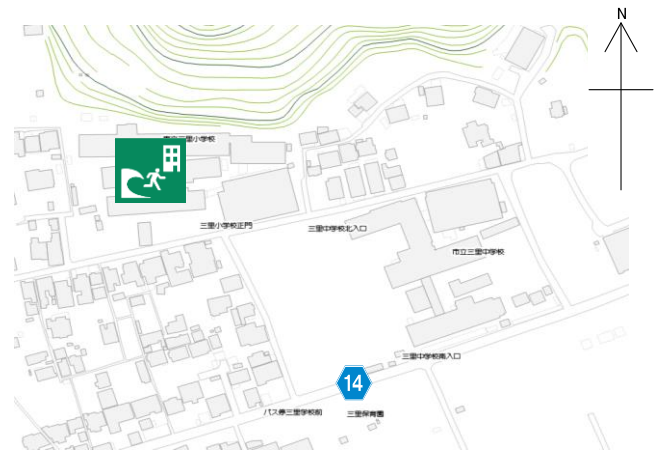 N
市立三里小学校
三里小学校正門
三里中学校北入口
市立三里中学校
三里中学校南入口
14
バス停三里学校前
三里保育園